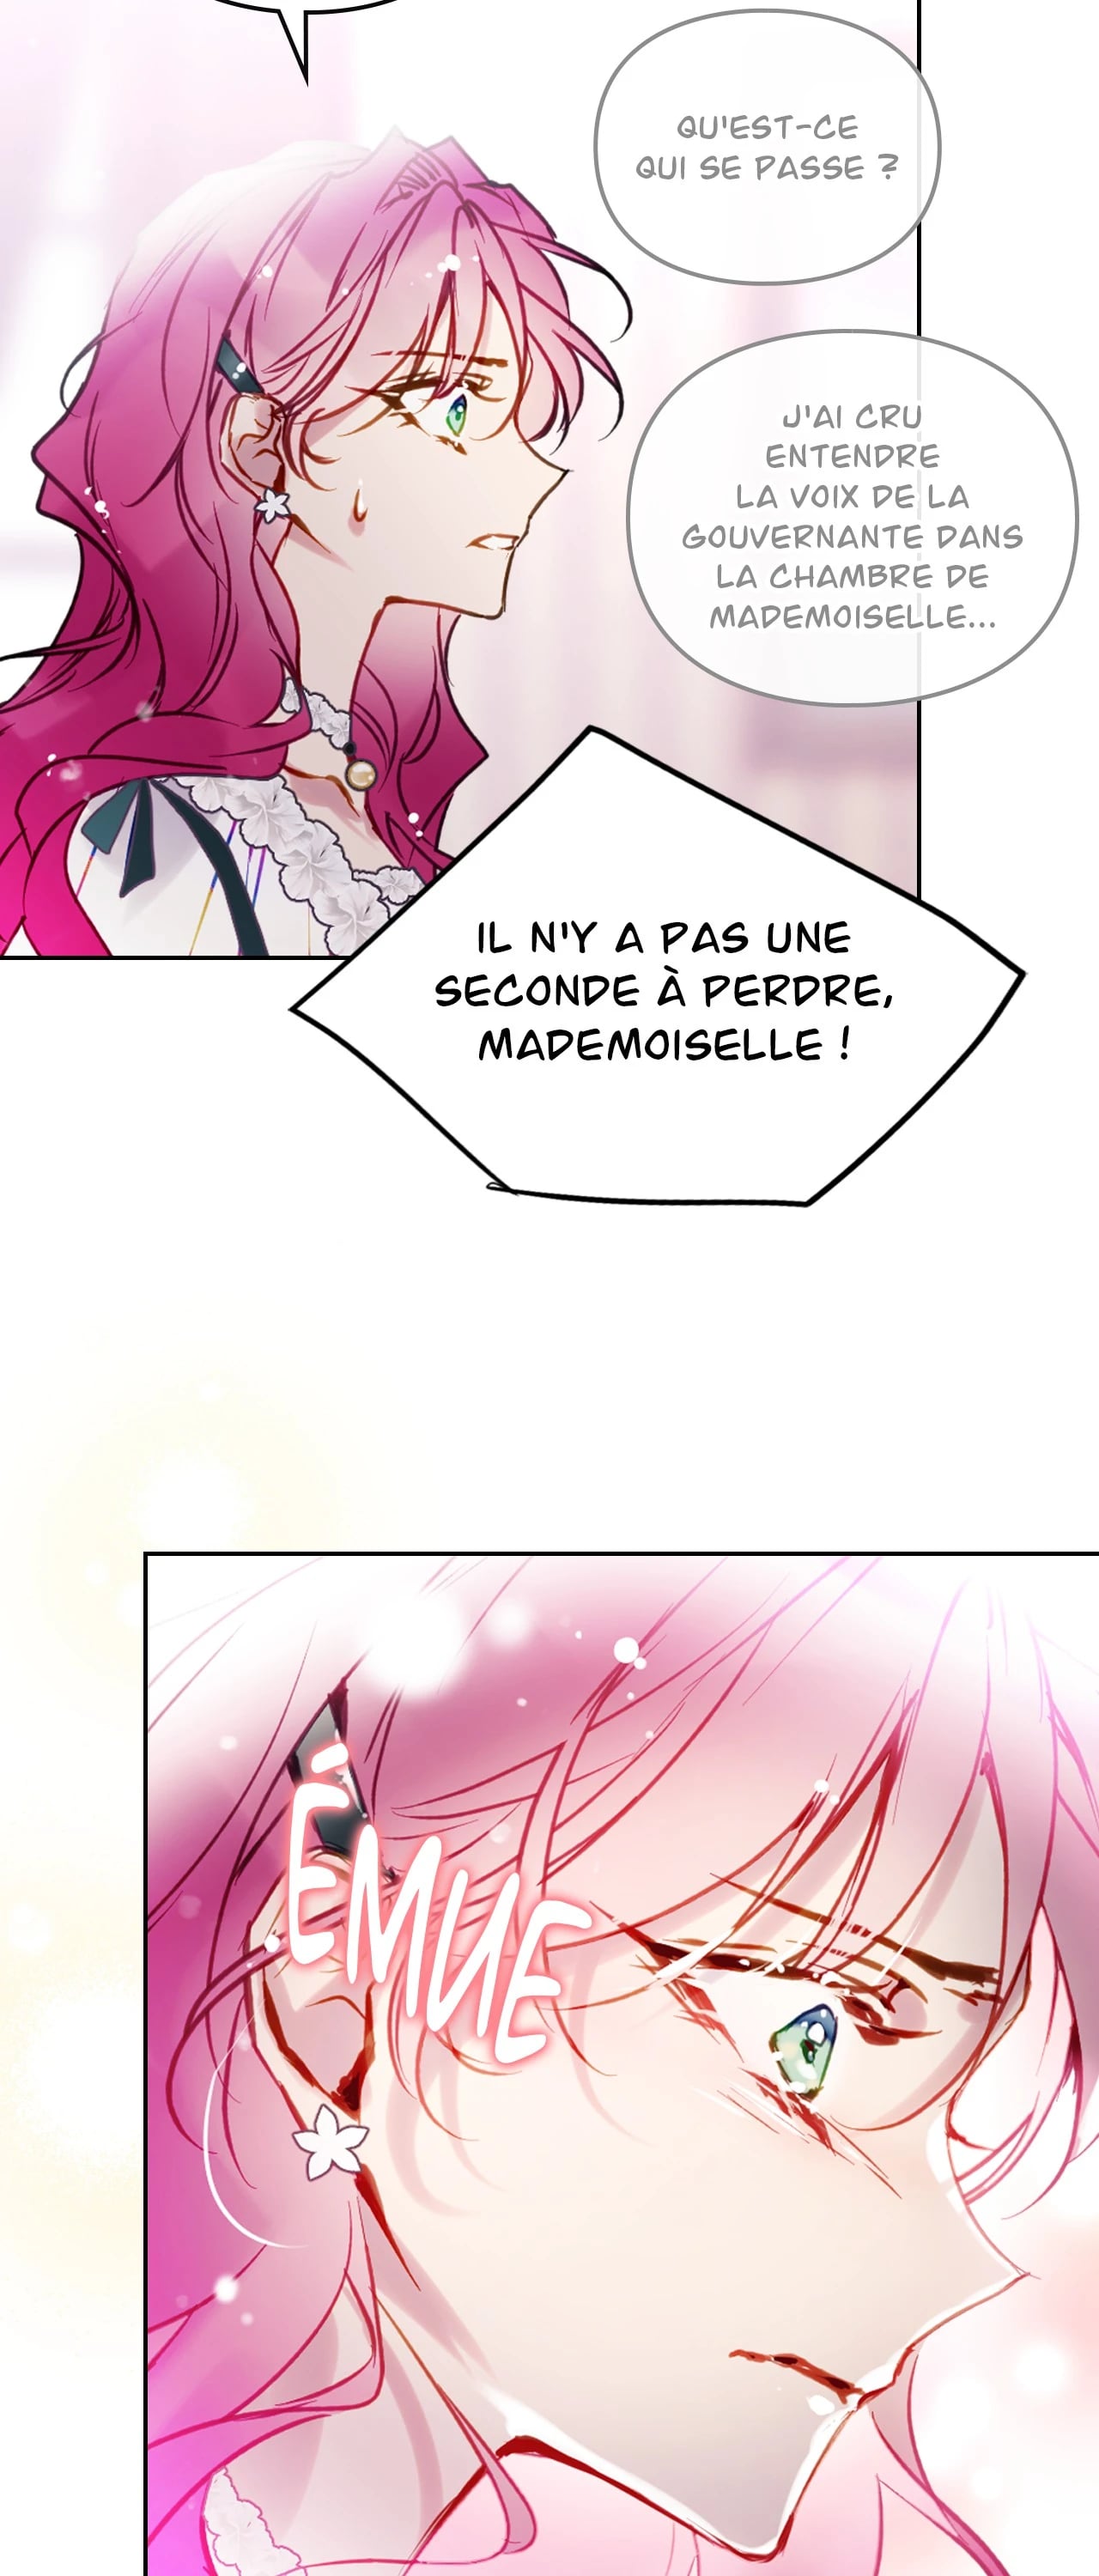 QU'EST-CE
QUI SE PASSE ?
J'AI CRU
ENTENDRE
LA VOIX DE LA
GOUVERNANTE DANS
LA CHAMBRE DE
MADEMOISELLE...
IL N'Y A PAS UNE
SECONDE À PERDRE,
MADEMOISELLE !
ÉMUE